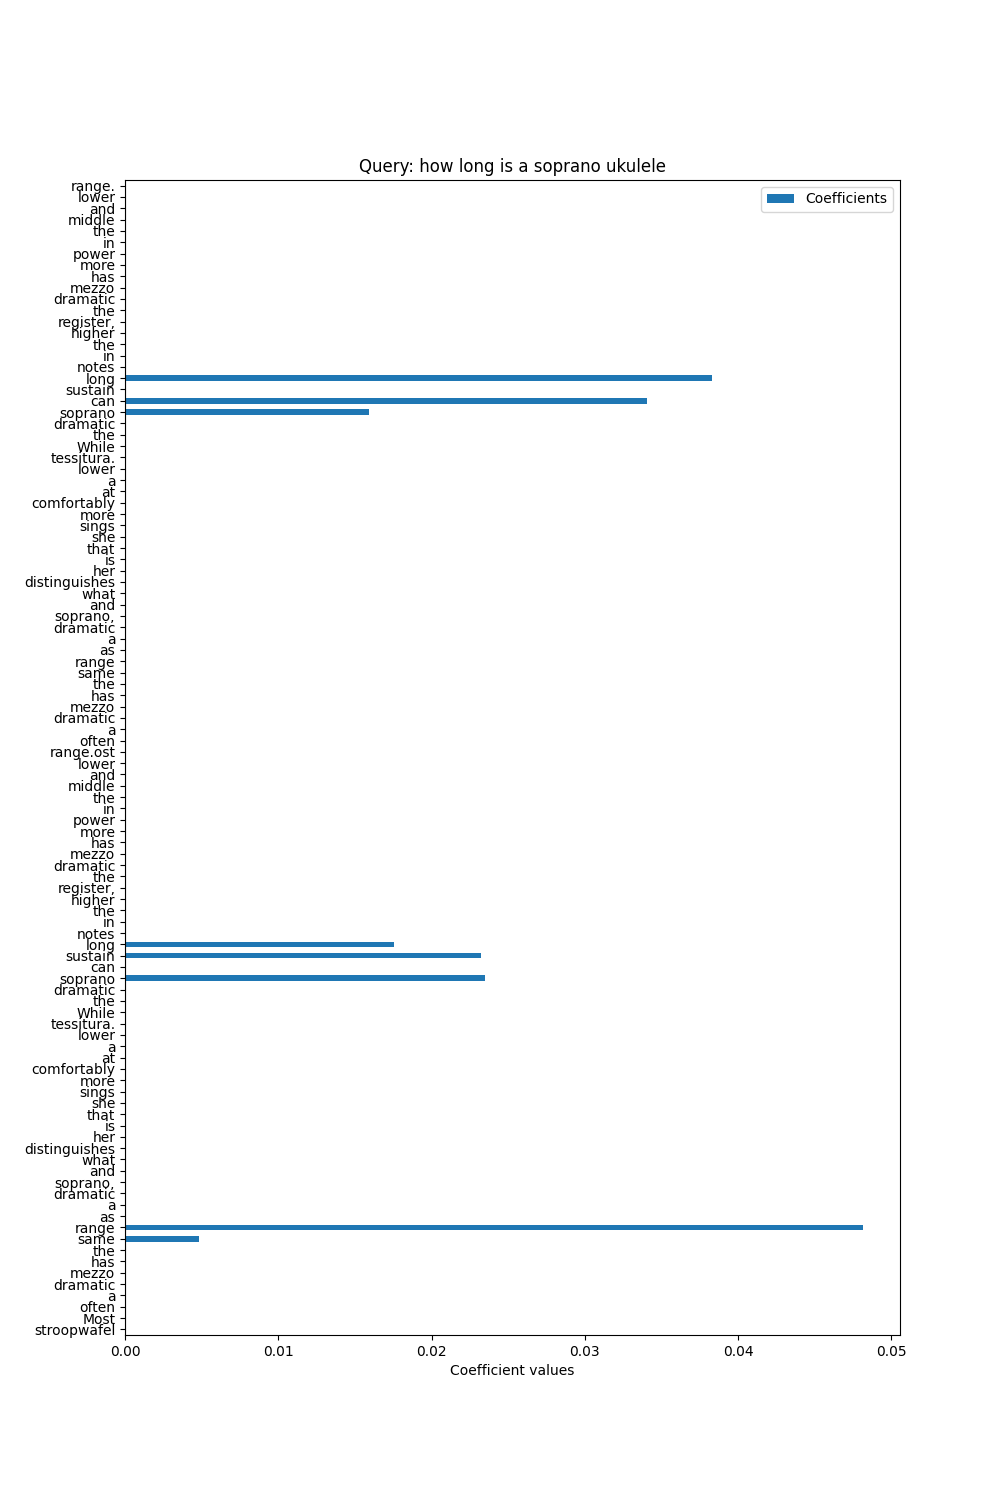 Query: how long is a soprano ukulele
Coefficients
range.
lower
and
middle
the
in
power
more
has
mezzo
dramatic
the
register,
higher
the
in
notes
long
sustain
can
soprano
dramatic
the
While
tessitura.
lower
a
at
comfortably
more
sings
she
that
is
her
distinguishes
what
and
soprano,
dramatic
a
as
range
same
the
has
mezzo
dramatic
a
often
range.ost
lower
and
middle
the
in
power
more
has
mezzo
dramatic
the
register,
higher
the
in
notes
long
sustain
can
soprano
dramatic
the
While
tessitura.
lower
a
at
comfortably
more
sings
she
that
is
her
distinguishes
what
and
soprano,
dramatic
a
as
range
same
the
has
mezzo
dramatic
a
often
Most
stroopwafel
0.00 0.01 0.02 0.03 0.04 0.05
Coefficient values